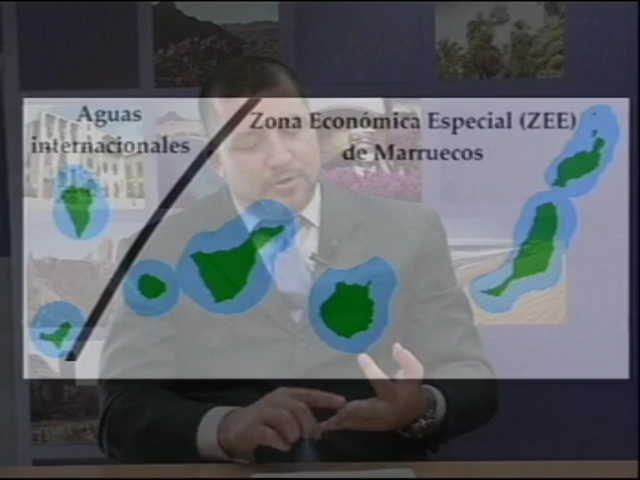 Aguas
internacionales
Zona Económica Especial (ZEE)
de Marruecos